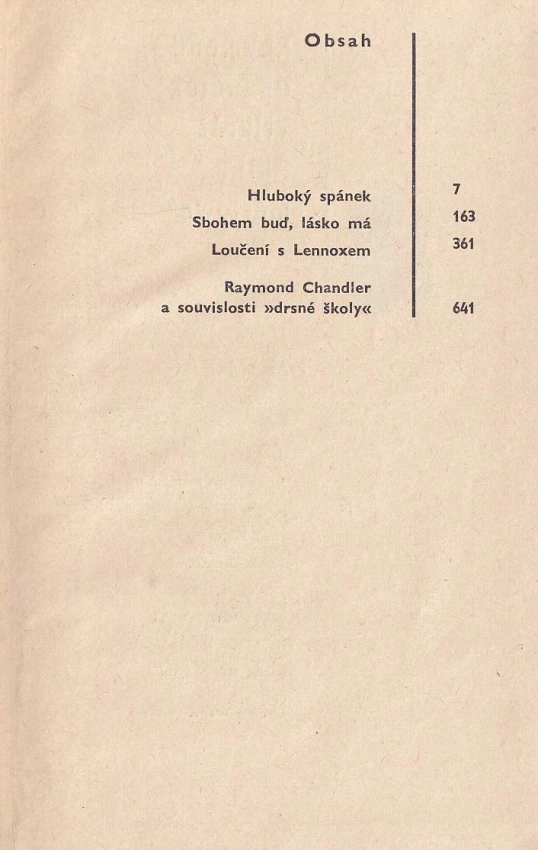 Obsah
Hluboký spánek 7
Sbohem buď, lásko má 163
Loučení s Lennoxem 361
Raymond Chandler
a souvislosti »drsné školy« 641